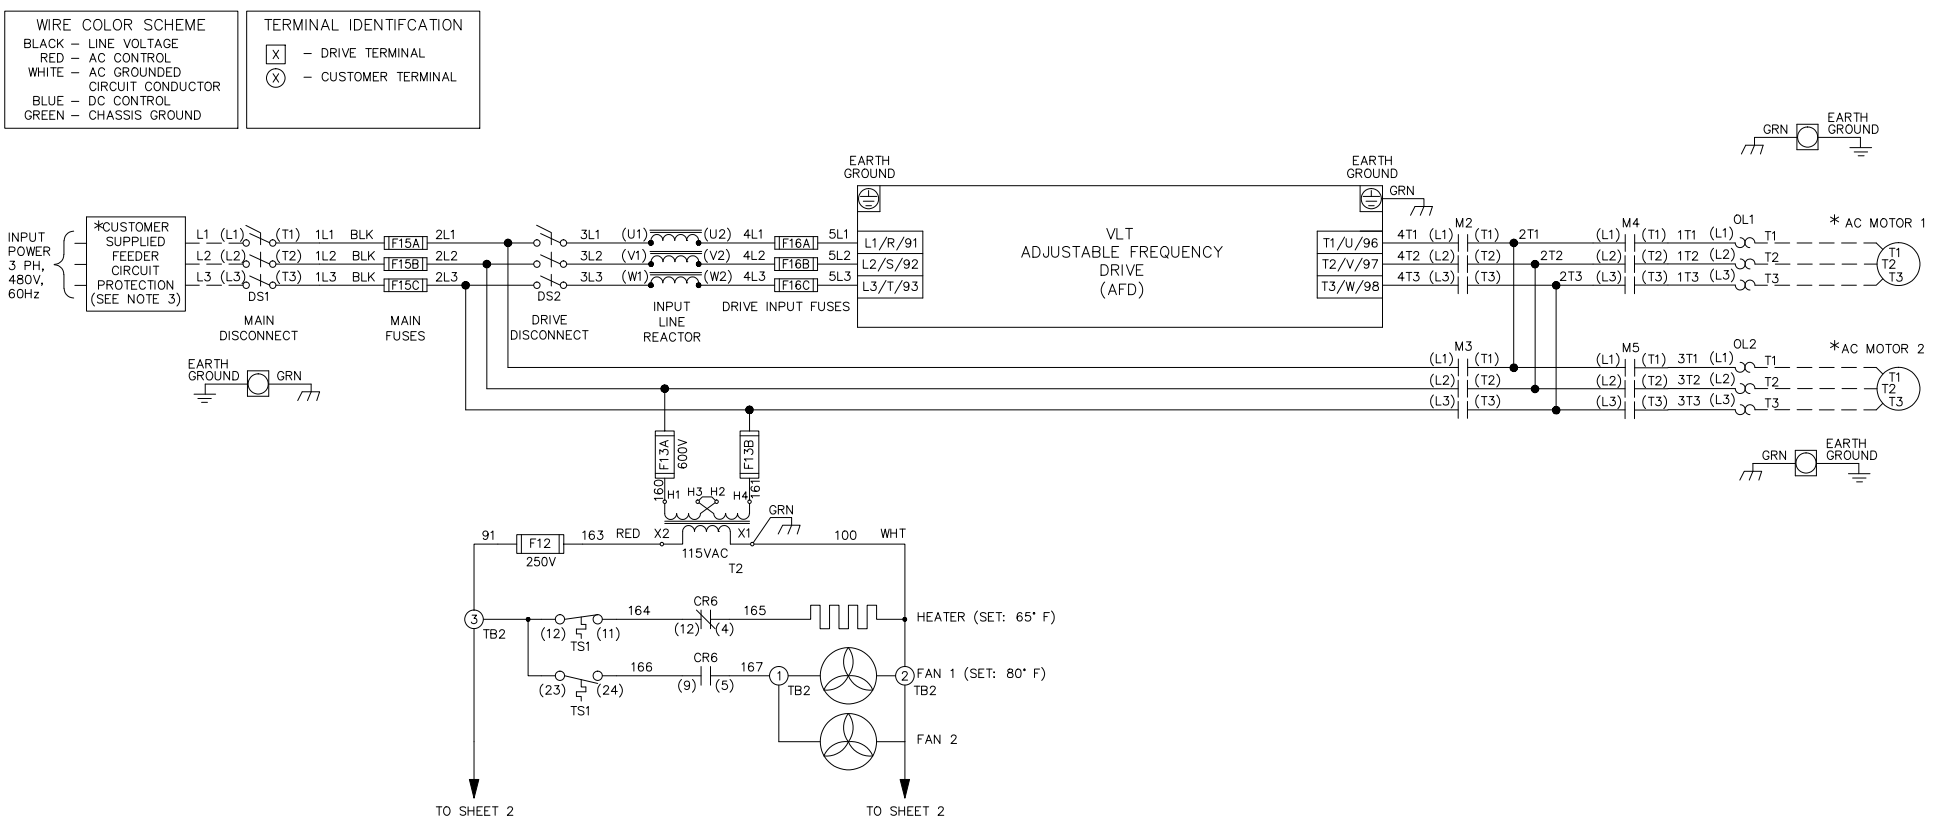 WIRE COLOR SCHEME
BLACK – LINE VOLTAGE
RED – AC CONTROL
WHITE – AC GROUNDED
CIRCUIT CONDUCTOR
BLUE – DC CONTROL
GREEN – CHASSIS GROUND
TERMINAL IDENTIFCATION
X – DRIVE TERMINAL
X – CUSTOMER TERMINAL
GRN
EARTH
GROUND
INPUT
POWER
3 PH,
480V,
60Hz
*CUSTOMER
SUPPLIED
FEEDER
CIRCUIT
PROTECTION
(SEE NOTE 3)
EARTH
GROUND
EARTH
GROUND
GRN
VLT
ADJUSTABLE FREQUENCY
DRIVE
(AFD)
M2 M4 OL1
* AC MOTOR 1
L1 (L1) (T1) 1L1 BLK F15A 2L1 3L1 (U1) (U2) 4L1 F16A 5L1 L1/R/91 T1/U/96 4T1 (L1) (T1) 2T1 (L1) (T1) 1T1 (L1) T1 T1
L2 (L2) (T2) 1L2 BLK F15B 2L2 3L2 (V1) (V2) 4L2 F16B 5L2 L2/S/92 T2/V/97 4T2 (L2) (T2) 2T2 (L2) (T2) 1T2 (L2) T2 T2
L3 (L3) (T3) 1L3 BLK F15C 2L3 3L3 (W1) (W2) 4L3 F16C 5L3 L3/T/93 T3/W/98 4T3 (L3) (T3) 2T3 (L3) (T3) 1T3 (L3) T3 T3
DS1 DS2
MAIN
DISCONNECT
MAIN
FUSES
DRIVE
DISCONNECT
INPUT
LINE
REACTOR
DRIVE INPUT FUSES
EARTH
GROUND
GRN
M3 M5 OL2
*AC MOTOR 2
(L1) (T1) (L1) (T1) 3T1 (L1) T1 T1
(L2) (T2) (L2) (T2) 3T2 (L2) T2 T2
(L3) (T3) (L3) (T3) 3T3 (L3) T3 T3
GRN
EARTH
GROUND
F13A
600V
F13B
160
161
H1 H3 H2 H4
GRN
91 F12 163 RED X2 X1 100 WHT
250V
115VAC
T2
3
TB2
(12) (11)
TS1
164
CR6
(12) (4)
165
HEATER (SET: 65° F)
(23) (24)
TS1
166
CR6
(9) (5)
167
1
TB2
2
TB2
FAN 1 (SET: 80° F)
FAN 2
TO SHEET 2
TO SHEET 2